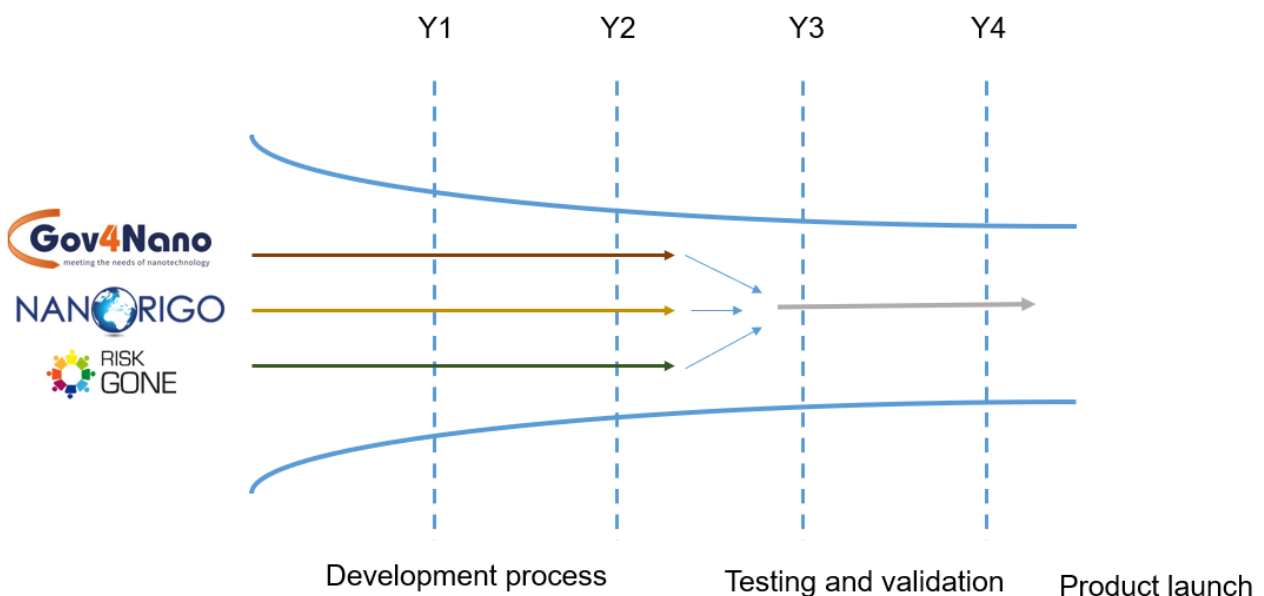 Y1 Y2 Y3 Y4
Gov4Nano
meeting the needs of nanotechnology
NANORIGO
RISK
GONE
Development process Testing and validation Product launch